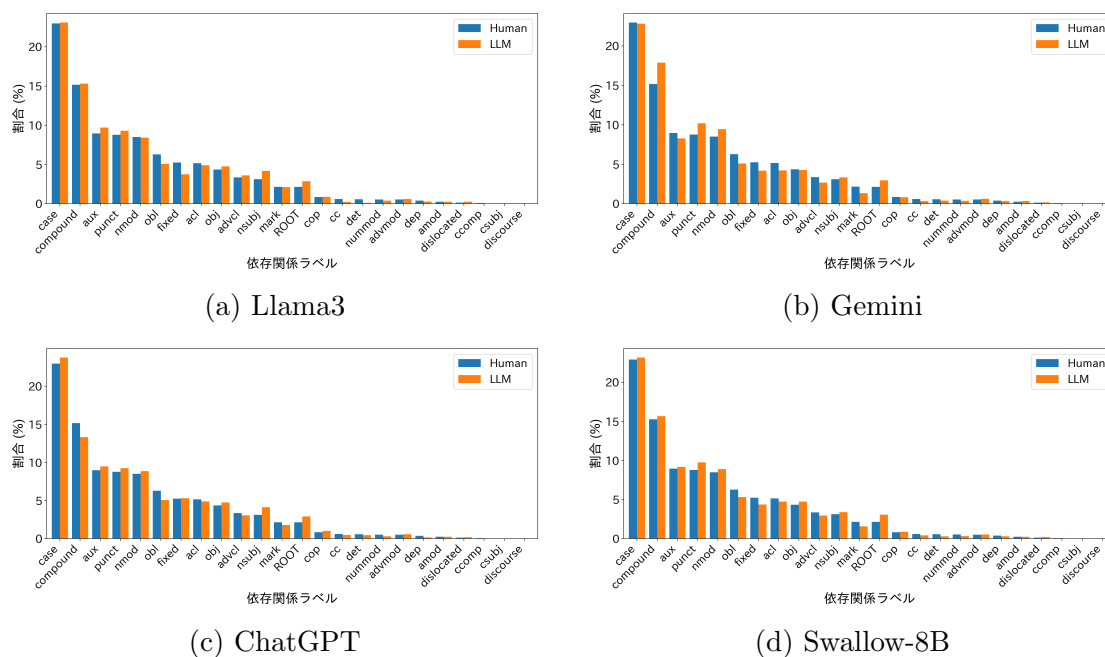 Human
LLM
20
15
10
5
0
割合 (%)
case
compound
aux
punct
nmod
obl
fixed
acl
obj
advcl
nsubj
mark
ROOT
cop
cc
det
nummod
advmod
dep
amod
dislocated
ccomp
csubj
discourse
依存関係ラベル
(a) Llama3
Human
LLM
20
15
10
5
0
割合 (%)
case
compound
aux
punct
nmod
obl
fixed
acl
obj
advcl
nsubj
mark
ROOT
cop
cc
det
nummod
advmod
dep
amod
dislocated
ccomp
csubj
discourse
依存関係ラベル
(b) Gemini
Human
LLM
20
15
10
5
0
割合 (%)
case
compound
aux
punct
nmod
obl
fixed
acl
obj
advcl
nsubj
mark
ROOT
cop
cc
det
nummod
advmod
dep
amod
dislocated
ccomp
csubj
discourse
依存関係ラベル
(c) ChatGPT
Human
LLM
20
15
10
5
0
割合 (%)
case
compound
aux
punct
nmod
obl
fixed
acl
obj
advcl
nsubj
mark
ROOT
cop
cc
det
nummod
advmod
dep
amod
dislocated
ccomp
csubj
discourse
依存関係ラベル
(d) Swallow-8B